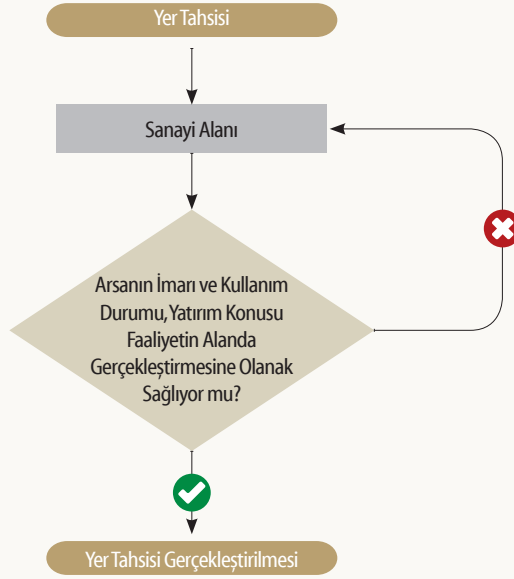 Yer Tahsisi
Sanayi Alanı
Arsanın İmarı ve Kullanım
Durumu, Yatırım Konusu
Faaliyetin Alanda
Gerçekleştirmesine Olanak
Sağlıyor mu?
Yer Tahsisi Gerçekleştirilmesi